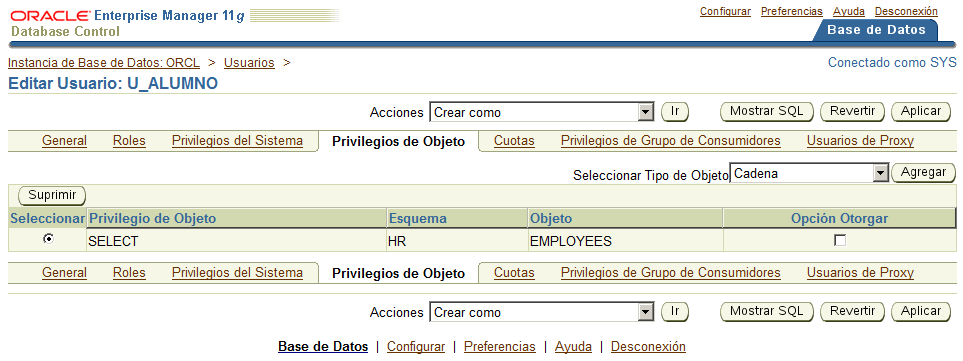 ORACLE Enterprise Manager 11g
Database Control
Configurar Preferencias Ayuda Desconexión
Base de Datos
Instancia de Base de Datos: ORCL > Usuarios >
Conectado como SYS
Editar Usuario: U_ALUMNO
Acciones Crear como Ir Mostrar SQL Revertir Aplicar
General Roles Privilegios del Sistema Privilegios de Objeto Cuotas Privilegios de Grupo de Consumidores Usuarios de Proxy
Seleccionar Tipo de Objeto Cadena Agregar
Suprimir
Seleccionar Privilegio de Objeto Esquema Objeto Opción Otorgar
SELECT HR EMPLOYEES
General Roles Privilegios del Sistema Privilegios de Objeto Cuotas Privilegios de Grupo de Consumidores Usuarios de Proxy
Acciones Crear como Ir Mostrar SQL Revertir Aplicar
Base de Datos | Configurar | Preferencias | Ayuda | Desconexión